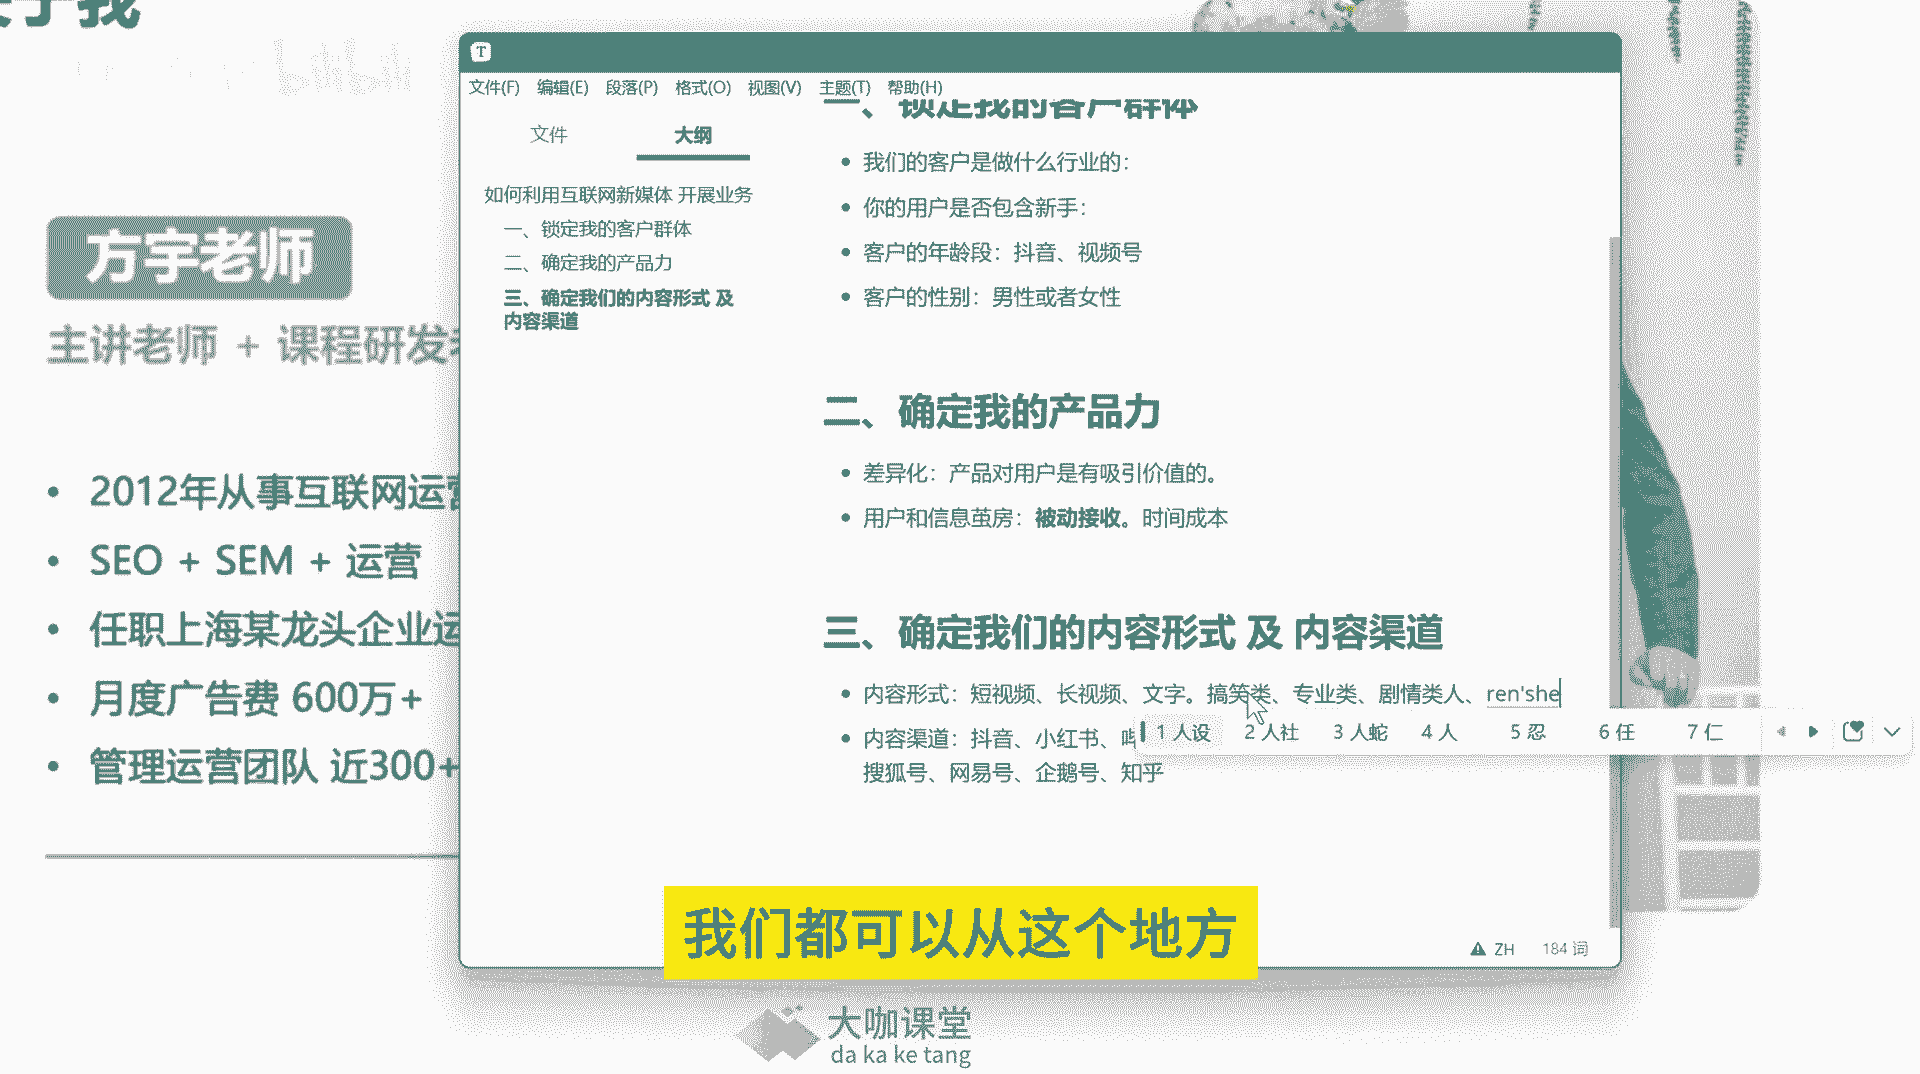 关于我
bilibili
方宇老师
主讲老师 + 课程研发老
2012年从事互联网运营
SEO + SEM + 运营
任职上海某龙头企业运
月度广告费 600万+
管理运营团队 近300+
T
文件(F) 编辑(E) 段落(P) 格式(O) 视图(V) 主题(T) 帮助(H)
文件 大纲
如何利用互联网新媒体 开展业务
一、锁定我的客户群体
二、确定我的产品力
三、确定我们的内容形式 及
内容渠道
一、锁定我的客户群体
我们的客户是做什么行业的：
你的用户是否包含新手：
客户的年龄段：抖音、视频号
客户的性别：男性或者女性
二、确定我的产品力
差异化：产品对用户是有吸引价值的。
用户和信息茧房：被动接收。时间成本
三、确定我们的内容形式 及 内容渠道
内容形式：短视频、长视频、文字。搞笑类、专业类、剧情类人、ren'she
1 人设 2 人社 3 人蛇 4 人 5 忍 6 任 7 仁
内容渠道：抖音、小红书、哔
搜狐号、网易号、企鹅号、知乎
ZH 184 词
我们都可以从这个地方
大咖课堂
da ka ke tang